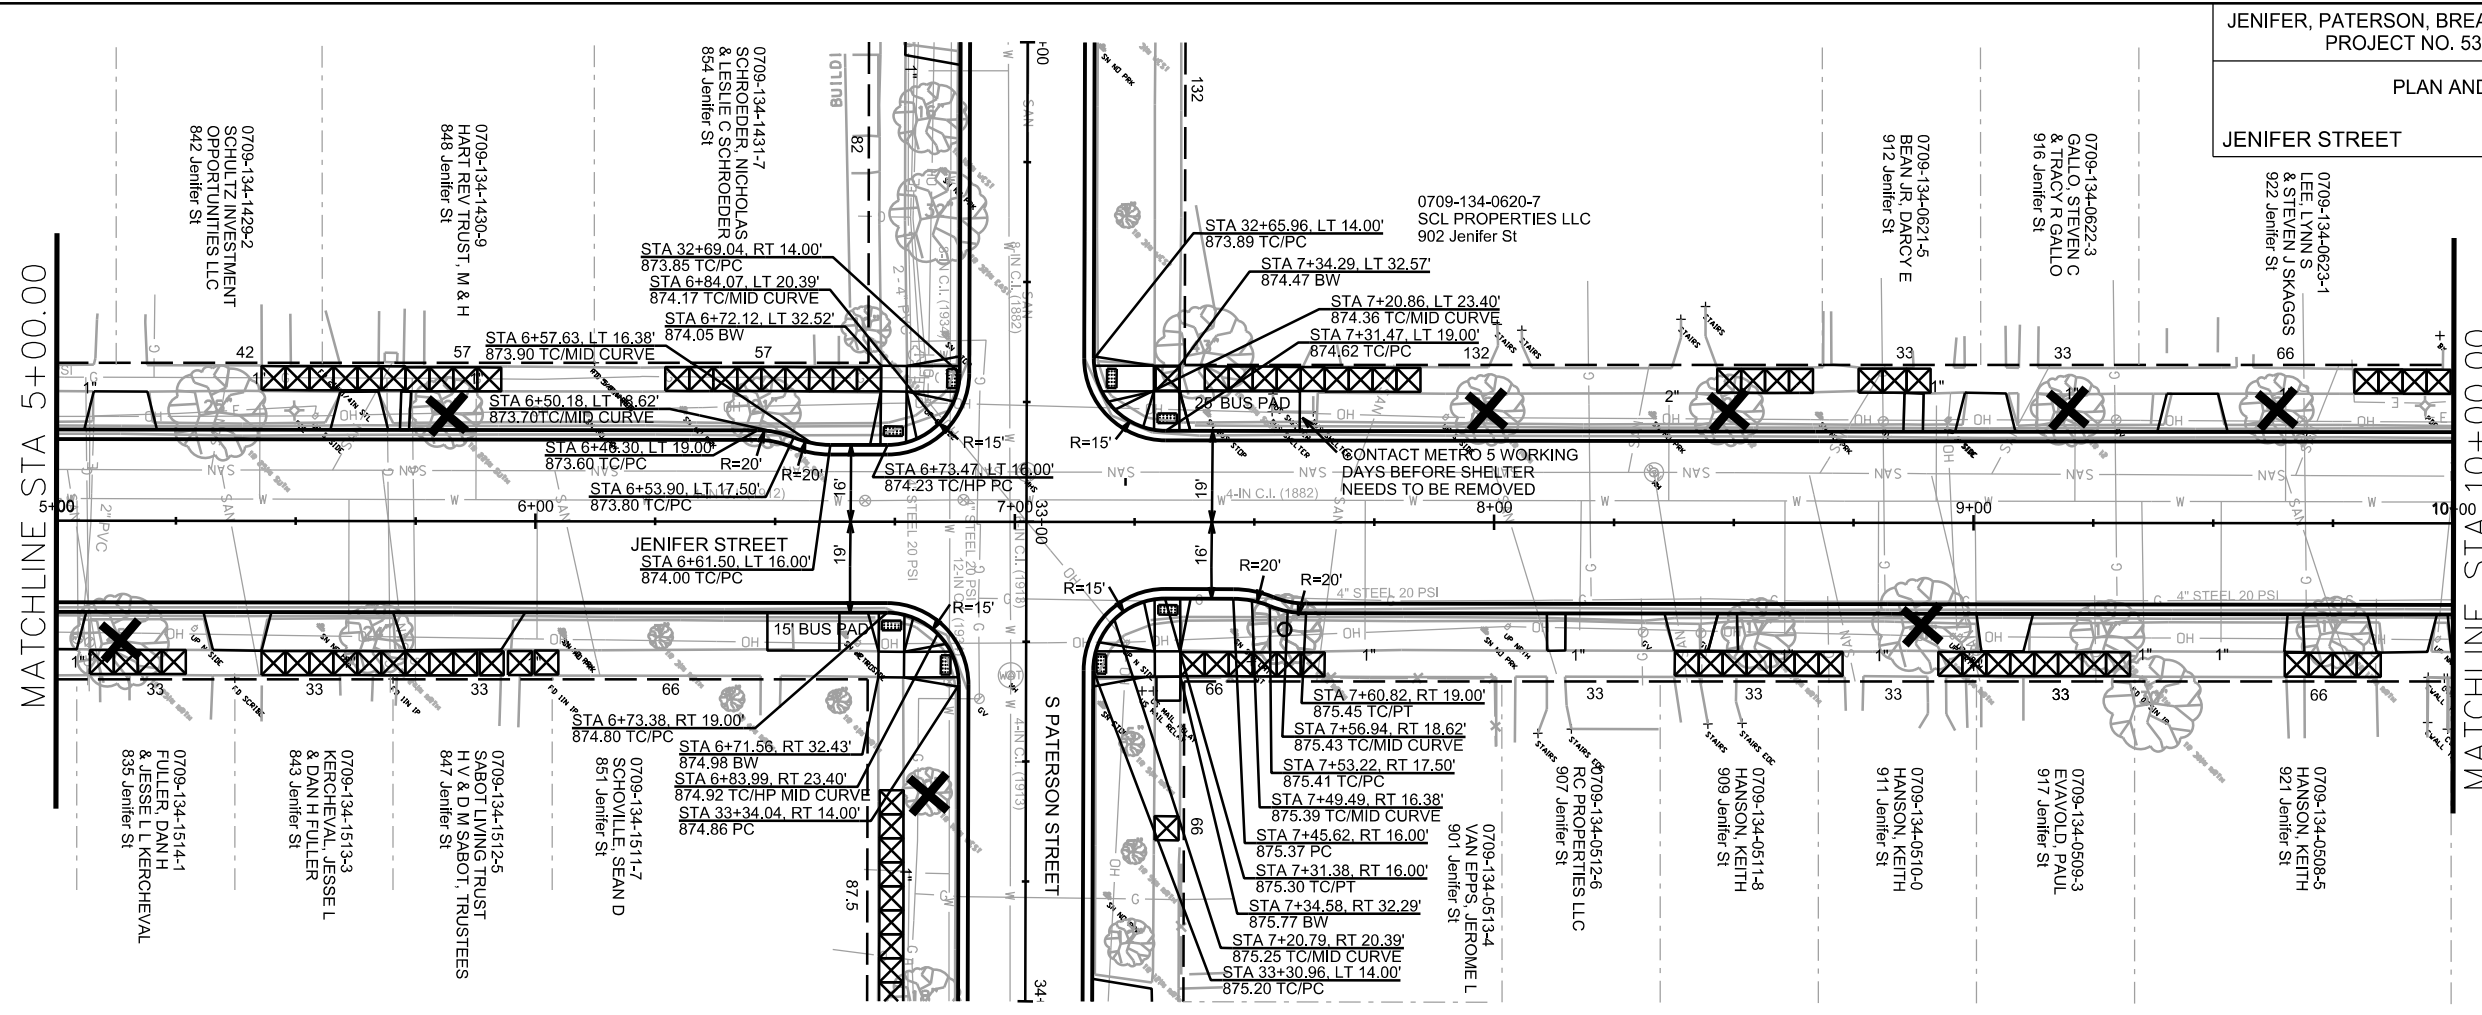 JENIFER, PATERSON, BREA
PROJECT NO. 53
PLAN AND
JENIFER STREET
MATCHLINE STA 5+00.00
MATCHLINE STA 10+00.00
0709-134-1429-2
SCHULTZ INVESTMENT
OPPORTUNITIES LLC
842 Jenifer St
0709-134-1430-9
HART REV TRUST, M & H
848 Jenifer St
0709-134-1431-7
SCHROEDER, NICHOLAS
& LESLIE C SCHROEDER
854 Jenifer St
BUILDI
82
132
0709-134-0620-7
SCL PROPERTIES LLC
902 Jenifer St
0709-134-0621-5
BEAN JR, DARCY E
912 Jenifer St
0709-134-0622-3
GALLO, STEVEN C
& TRACY R GALLO
916 Jenifer St
0709-134-0623-1
LEE, LYNN S
& STEVEN J SKAGGS
922 Jenifer St
STA 32+69.04, RT 14.00'
873.85 TC/PC
STA 6+84.07, LT 20.39'
874.17 TC/MID CURVE
STA 6+72.12, LT 32.52'
874.05 BW
STA 6+57.63, LT 16.38'
873.90 TC/MID CURVE
STA 6+50.18, LT 18.62'
873.70TC/MID CURVE
STA 6+46.30, LT 19.00'
873.60 TC/PC
STA 6+53.90, LT 17.50'
873.80 TC/PC
STA 6+73.47, LT 16.00'
874.23 TC/HP PC
JENIFER STREET
STA 6+61.50, LT 16.00'
874.00 TC/PC
STA 32+65.96, LT 14.00'
873.89 TC/PC
STA 7+34.29, LT 32.57'
874.47 BW
STA 7+20.86, LT 23.40'
874.36 TC/MID CURVE
STA 7+31.47, LT 19.00'
874.62 TC/PC
25' BUS PAD
CONTACT METRO 5 WORKING
DAYS BEFORE SHELTER
NEEDS TO BE REMOVED
R=20'
R=20'
R=15'
R=15'
42
57
57
132
33
33
66
5+00
6+00
7+00
8+00
9+00
10+00
+00
33+00
34+
19'
19'
16'
16'
4-IN C.I. (1882)
8-IN C.I. (1882)
STEEL 20 PSI
4" STEEL 20 PSI
4" STEEL 20 PSI
4-IN C.I. (1913)
2" PVC
R=15'
R=15'
R=20'
R=20'
15' BUS PAD
33
33
33
66
66
33
33
33
33
66
S PATERSON STREET
87.5
66
STA 6+73.38, RT 19.00'
874.80 TC/PC
STA 6+71.56, RT 32.43'
874.98 BW
STA 6+83.99, RT 23.40'
874.92 TC/HP MID CURVE
STA 33+34.04, RT 14.00'
874.86 PC
STA 7+60.82, RT 19.00'
875.45 TC/PT
STA 7+56.94, RT 18.62'
875.43 TC/MID CURVE
STA 7+53.22, RT 17.50'
875.41 TC/PC
STA 7+49.49, RT 16.38'
875.39 TC/MID CURVE
STA 7+45.62, RT 16.00'
875.37 PC
STA 7+31.38, RT 16.00'
875.30 TC/PT
STA 7+34.58, RT 32.29'
875.77 BW
STA 7+20.79, RT 20.39'
875.25 TC/MID CURVE
STA 33+30.96, LT 14.00'
875.20 TC/PC
0709-134-1514-1
FULLER, DAN H
& JESSE L L KERCHEVAL
835 Jenifer St
0709-134-1513-3
KERCHEVAL, JESSE L
& DAN H FULLER
843 Jenifer St
0709-134-1512-5
SABOT LIVING TRUST
H V & D M SABOT, TRUSTEES
847 Jenifer St
0709-134-1511-7
SCHOVILLE, SEAN D
851 Jenifer St
0709-134-0513-4
VAN EPPS, JEROME L
901 Jenifer St
0709-134-0512-6
RC PROPERTIES LLC
907 Jenifer St
0709-134-0511-8
HANSON, KEITH
909 Jenifer St
0709-134-0510-0
HANSON, KEITH
911 Jenifer St
0709-134-0509-3
EVAVOLD, PAUL
917 Jenifer St
0709-134-0508-5
HANSON, KEITH
921 Jenifer St